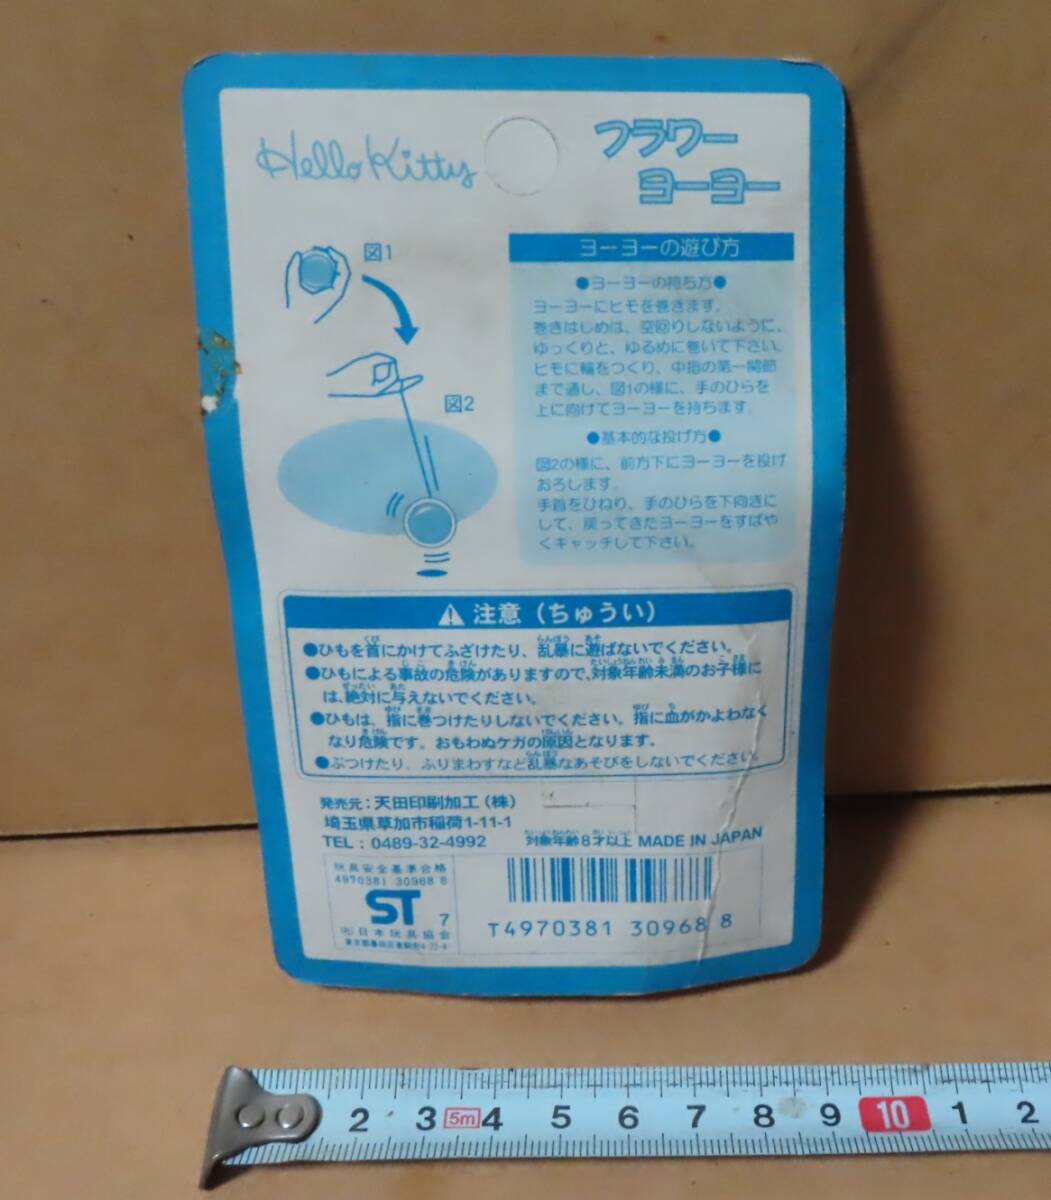 Hello Kitty
フラワー
ヨーヨー
図1
図2
ヨーヨーの遊び方
●ヨーヨーの持ち方●
ヨーヨーにヒモを巻きます。
巻きはじめは、空回りしないように、
ゆっくりと、ゆるめに巻いて下さい。
ヒモに輪をつくり、中指の第一関節
まで通し、図1の様に、手のひらを
上に向けてヨーヨーを持ちます。
●基本的な投げ方●
図2の様に、前方下にヨーヨーを投げ
おろします。
手首をひねり、手のひらを下向きに
して、戻ってきたヨーヨーをすばや
くキャッチして下さい。
注意（ちゅうい）
●ひもを首にかけてふざけたり、乱暴に遊ばないでください。
●ひもによる事故の危険がありますので、対象年齢未満のお子様に
は、絶対に与えないでください。
●ひもは、指に巻つけたりしないでください。指に血がかよわなく
なり危険です。おもわぬケガの原因となります。
●ぶつけたり、ふりまわすなど乱暴なあそびをしないでください。
発売元：天田印刷加工（株）
埼玉県草加市稲荷1-11-1
TEL：0489-32-4992
対象年齢8才以上 MADE IN JAPAN
玩具安全基準合格
4970381 30968 8
ST 7
㈳日本玩具協会
T4970381 30968 8
2 3 5m 4 5 6 7 8 9 10 1 2